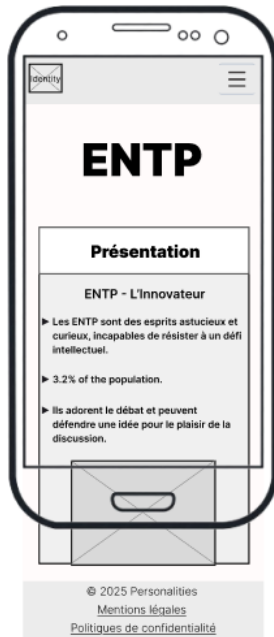 Identity
ENTP
Présentation
ENTP - L'Innovateur
► Les ENTP sont des esprits astucieux et
curieux, incapables de résister à un défi
intellectuel.
► 3.2% of the population.
► Ils adorent le débat et peuvent
défendre une idée pour le plaisir de la
discussion.
© 2025 Personalities
Mentions légales
Politiques de confidentialité